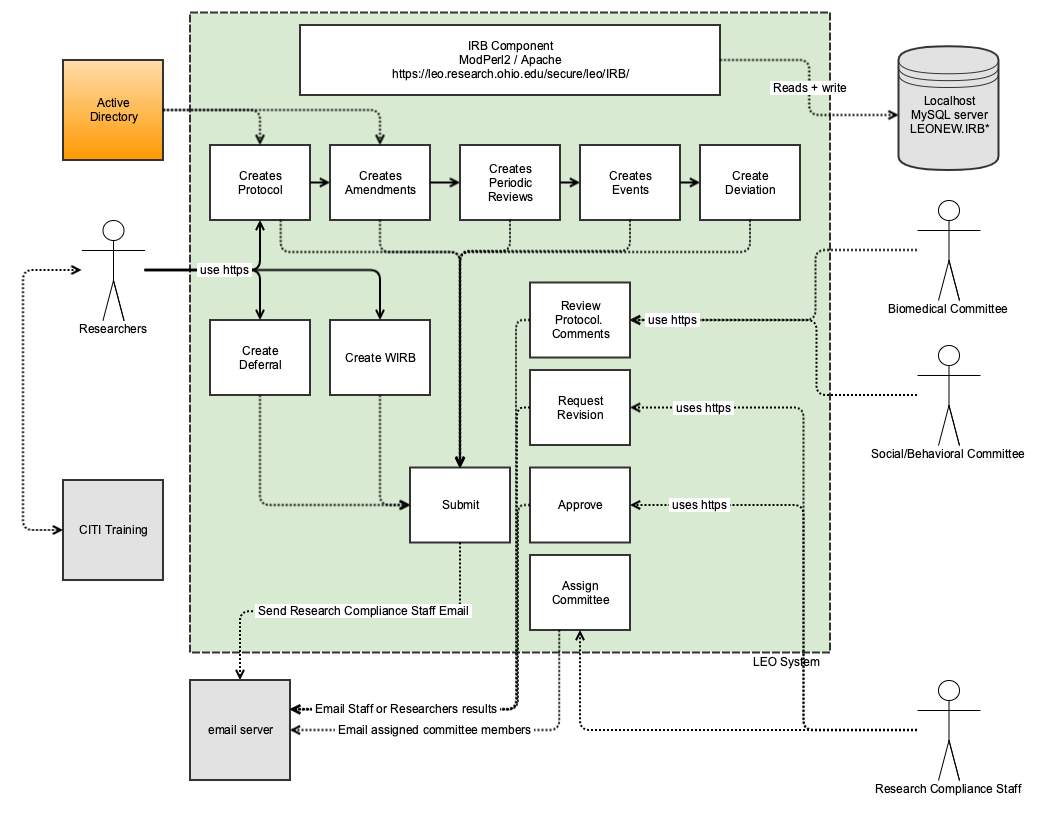 IRB Component
ModPerl2 / Apache
https://leo.research.ohio.edu/secure/leo/IRB/
Reads + write
Localhost
MySQL server
LEONEW.IRB*
Active
Directory
Creates
Protocol
Creates
Amendments
Creates
Periodic
Reviews
Creates
Events
Create
Deviation
use https
Researchers
Biomedical Committee
Review
Protocol.
Comments
use https
Create
Deferral
Create WIRB
Request
Revision
uses https
Social/Behavioral Committee
CITI Training
Submit
Approve
uses https
Assign
Committee
Send Research Compliance Staff Email
LEO System
email server
Email Staff or Researchers results
Email assigned committee members
Research Compliance Staff